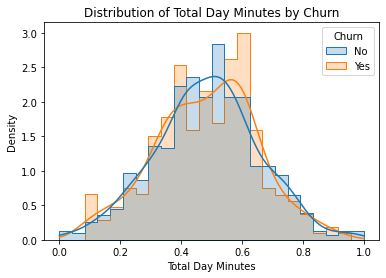 Distribution of Total Day Minutes by Churn
Churn
No
Yes
3.0
2.5
2.0
1.5
1.0
0.5
0.0
Density
0.0 0.2 0.4 0.6 0.8 1.0
Total Day Minutes